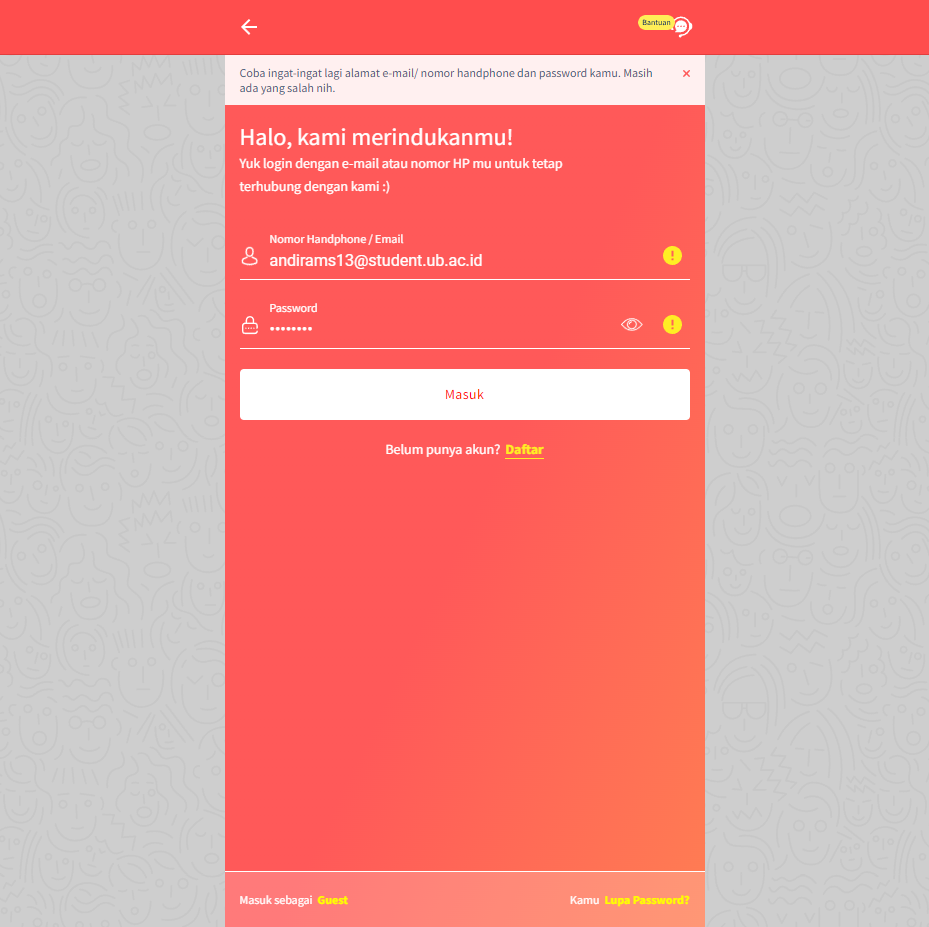 Bantuan
Coba ingat-ingat lagi alamat e-mail/ nomor handphone dan password kamu. Masih
ada yang salah nih.
Halo, kami merindukanmu!
Yuk login dengan e-mail atau nomor HP mu untuk tetap
terhubung dengan kami :)
Nomor Handphone / Email
andirams13@student.ub.ac.id
Password
••••••••
Masuk
Belum punya akun? Daftar
Masuk sebagai Guest
Kamu Lupa Password?